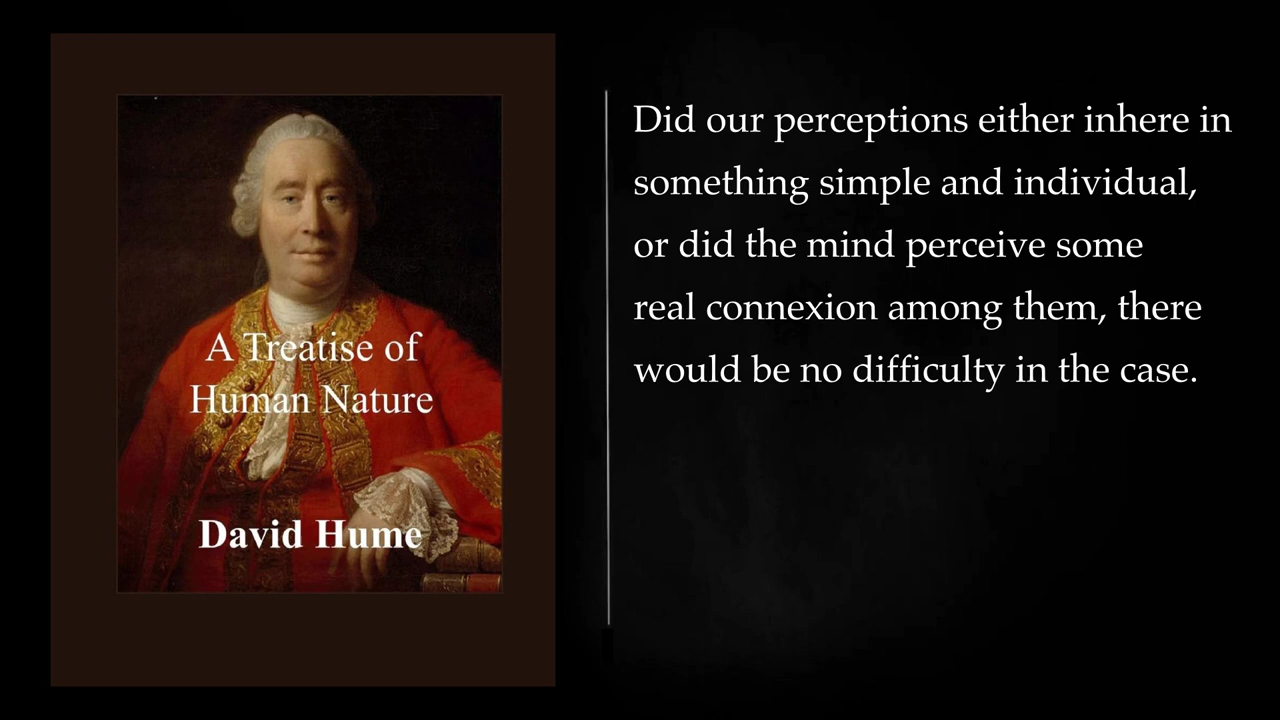 A Treatise of
Human Nature
David Hume
Did our perceptions either inhere in
something simple and individual,
or did the mind perceive some
real connexion among them, there
would be no difficulty in the case.